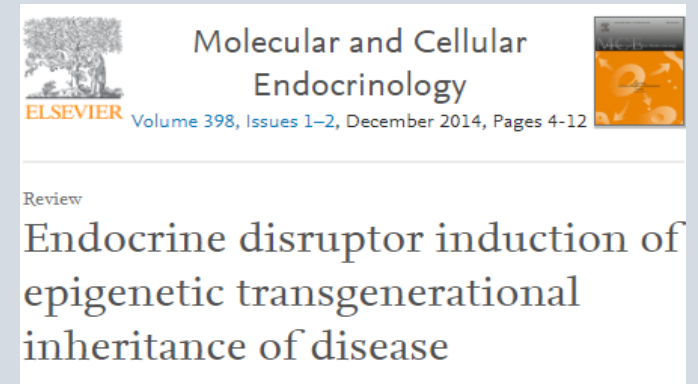 Molecular and Cellular
Endocrinology
ELSEVIER
Volume 398, Issues 1–2, December 2014, Pages 4-12
Review
Endocrine disruptor induction of
epigenetic transgenerational
inheritance of disease